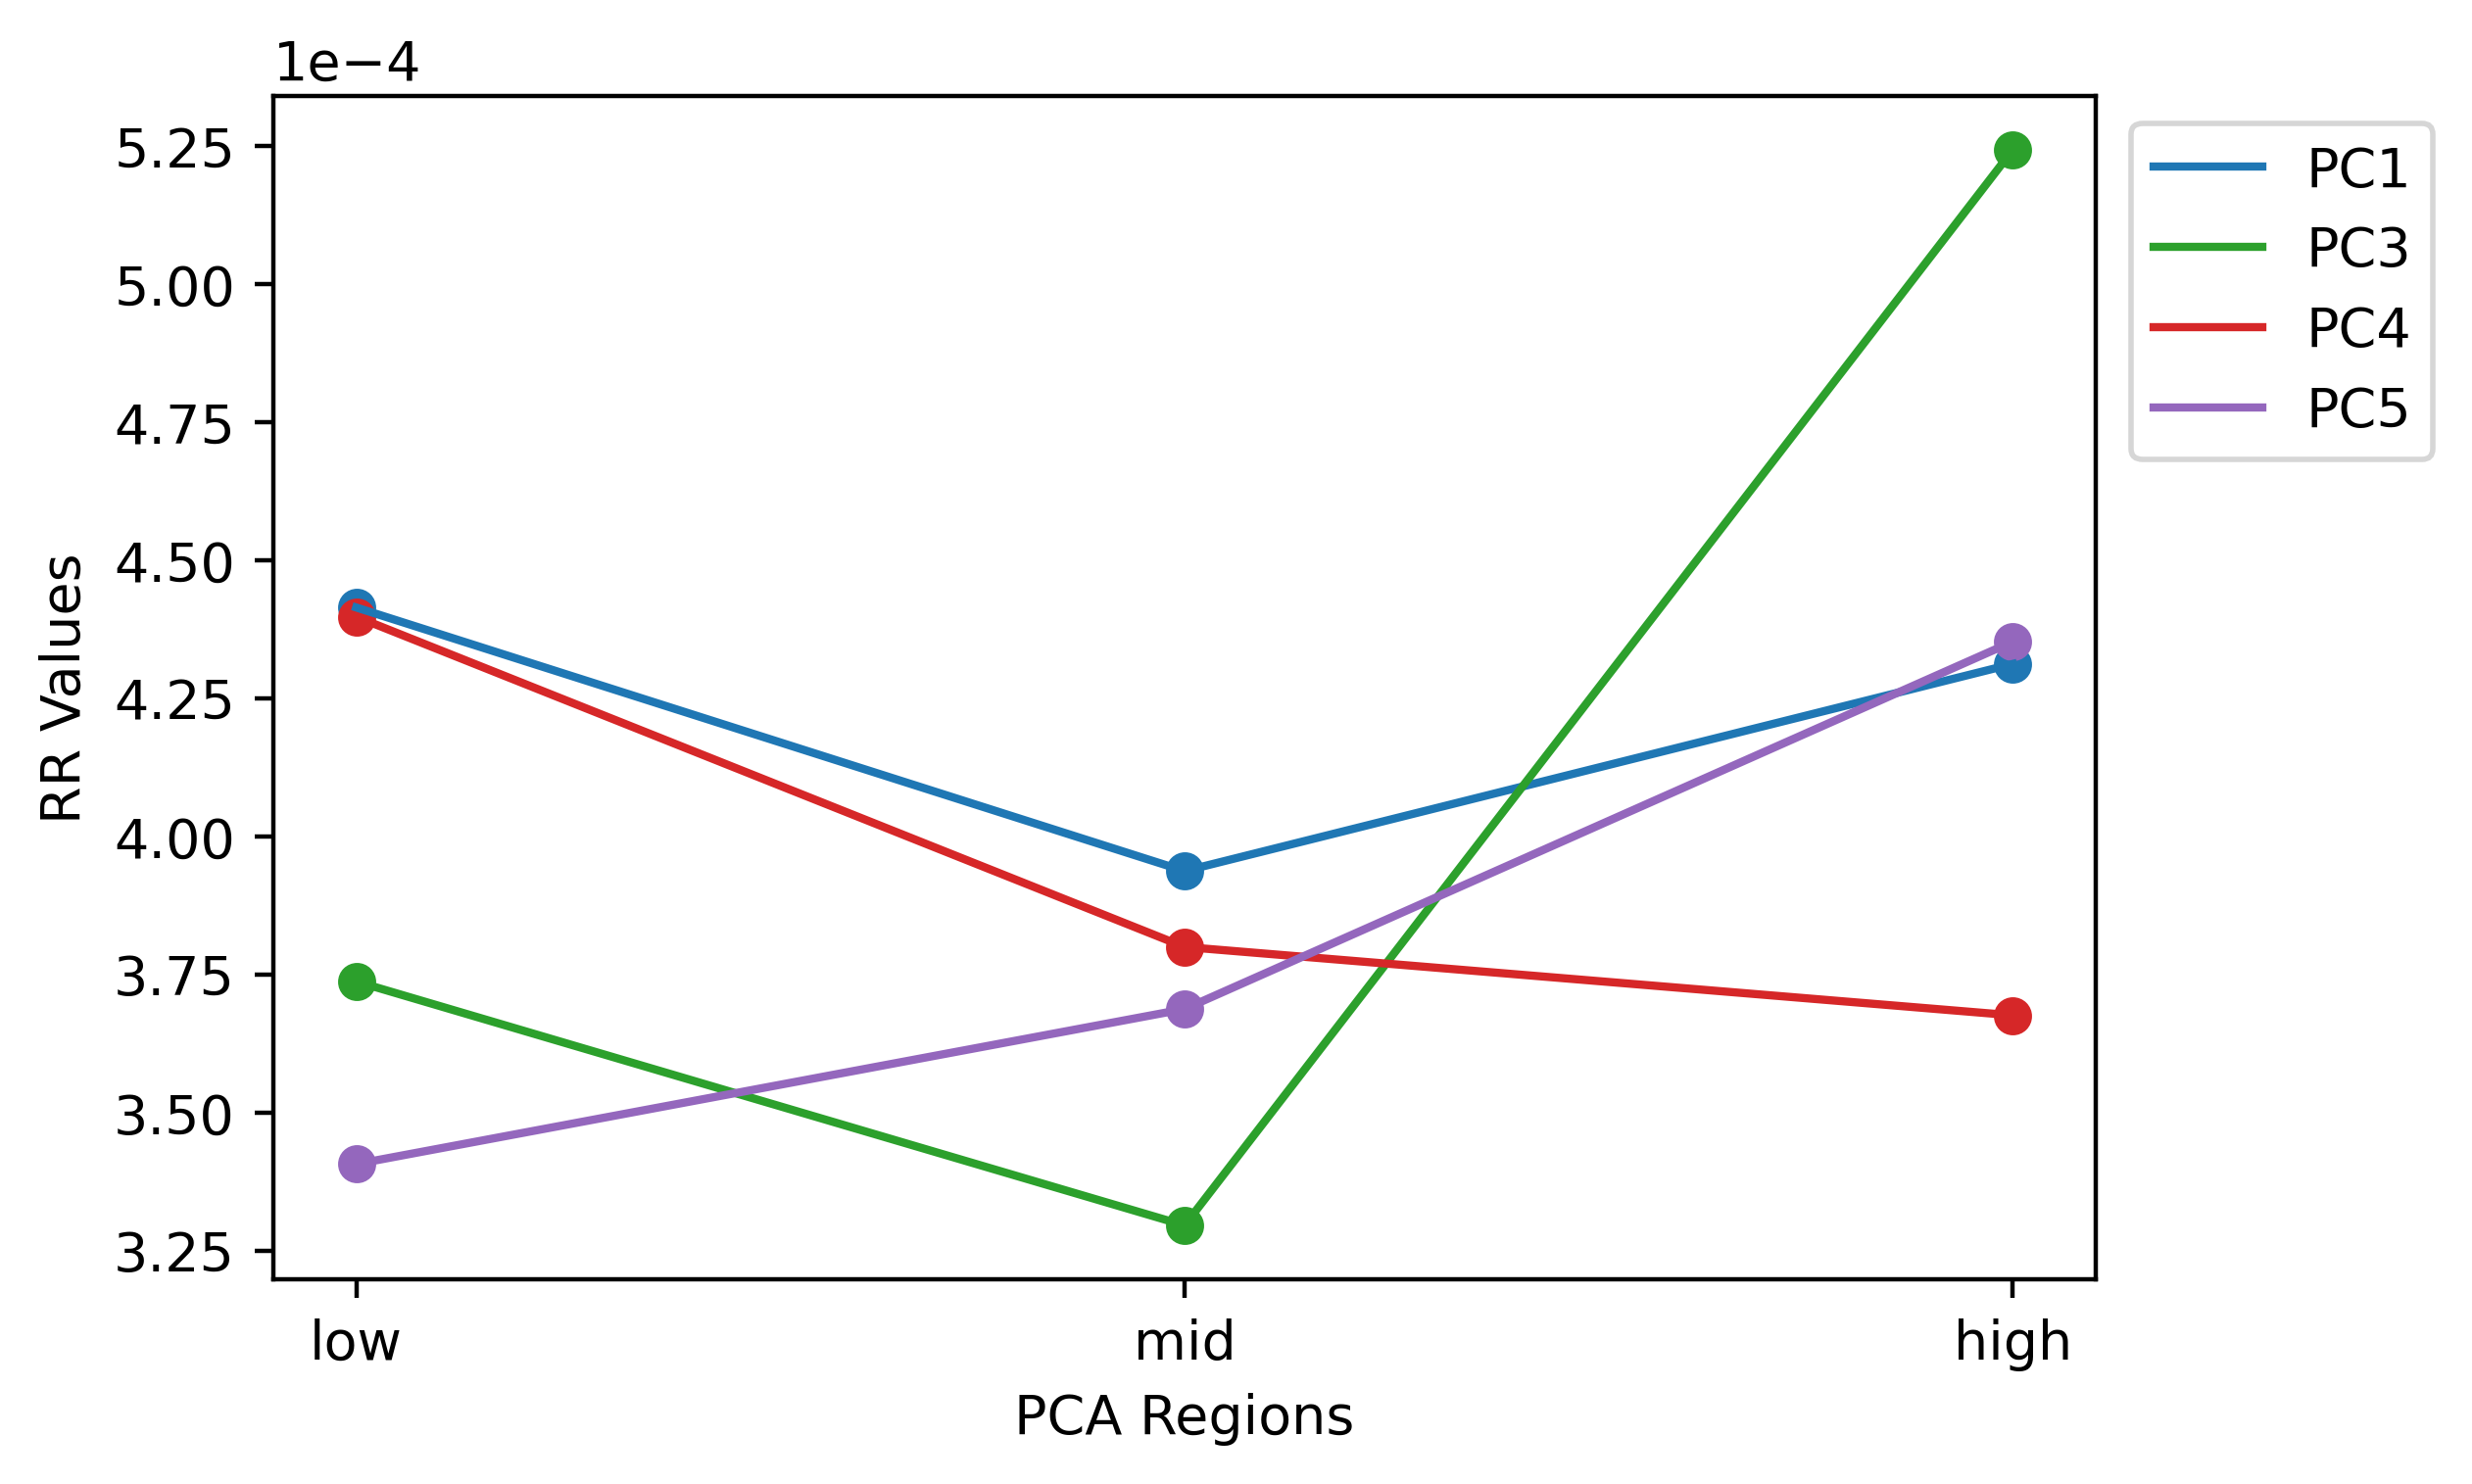 1e−4
5.25
5.00
4.75
4.50
4.25
4.00
3.75
3.50
3.25
RR Values
low
mid
high
PCA Regions
PC1
PC3
PC4
PC5